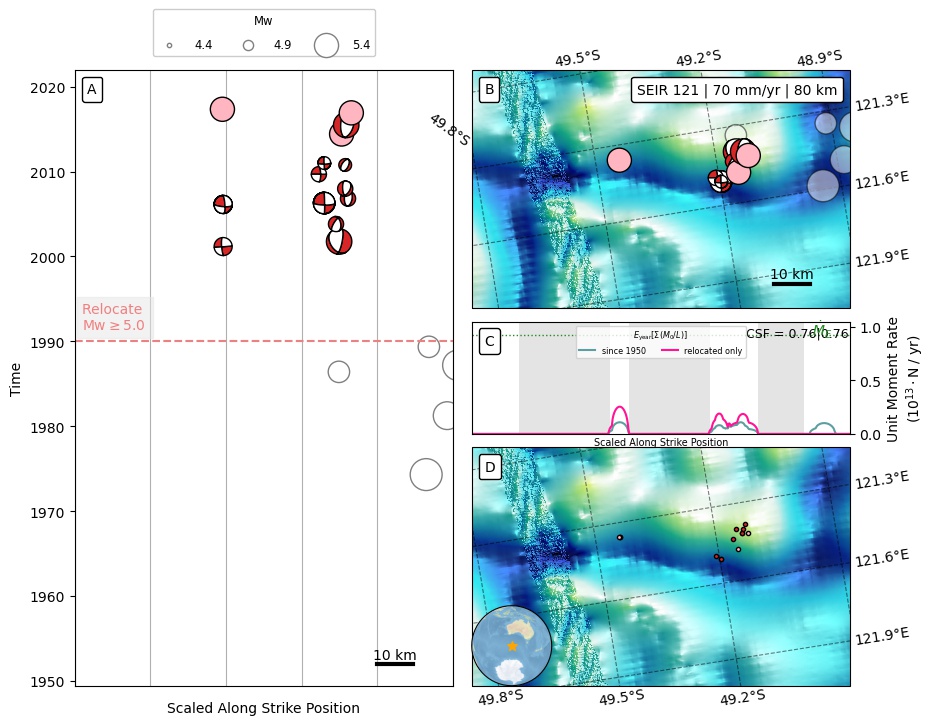 Mw
4.4 4.9 5.4
A
2020
2010
2000
1990
1980
1970
1960
1950
Time
Relocate
Mw ≥ 5.0
10 km
Scaled Along Strike Position
49.5°S 49.2°S 48.9°S
49.8°S
B
SEIR 121 | 70 mm/yr | 80 km
121.3°E
121.6°E
121.9°E
10 km
C
E_year[Σ(M₀/L)]
since 1950 relocated only
CSF = 0.76|0.76
1.0
0.5
0.0
Unit Moment Rate
(10¹³ · N / yr)
Scaled Along Strike Position
D
121.3°E
121.6°E
121.9°E
49.8°S 49.5°S 49.2°S